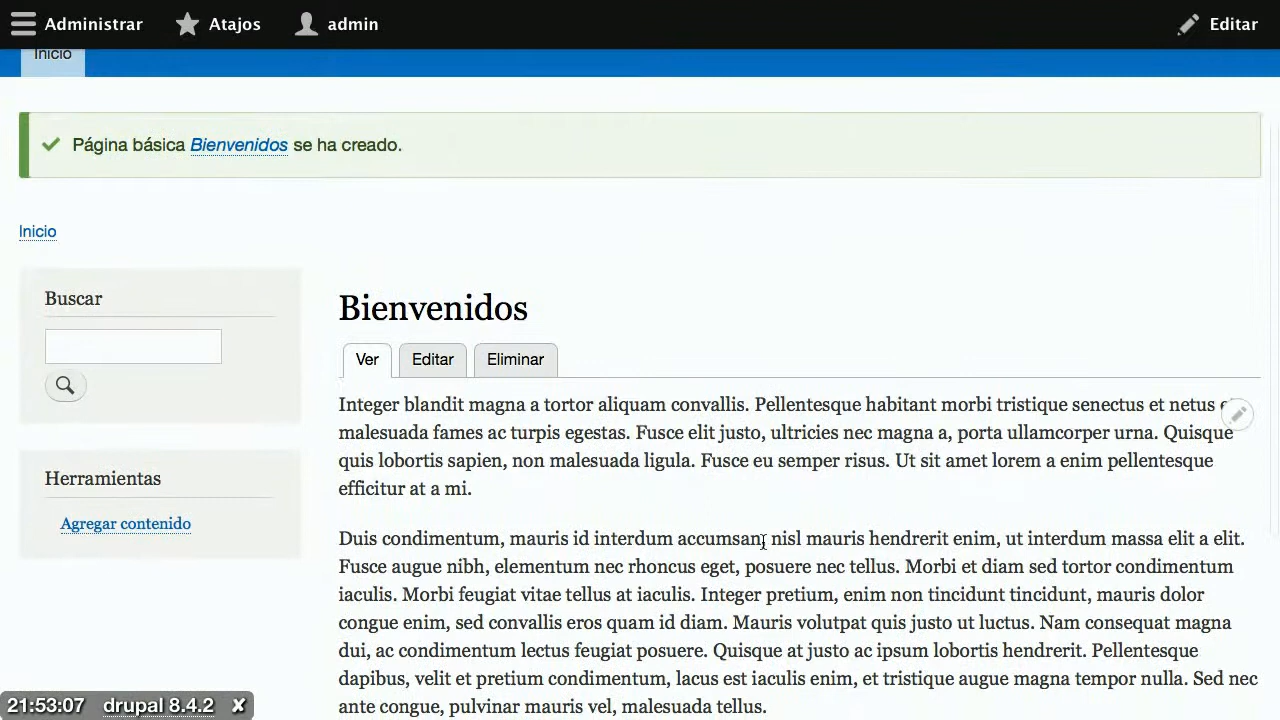 Administrar Atajos admin Editar
Inicio
Página básica Bienvenidos se ha creado.
Inicio
Buscar
Bienvenidos
Ver Editar Eliminar
Integer blandit magna a tortor aliquam convallis. Pellentesque habitant morbi tristique senectus et netus
malesuada fames ac turpis egestas. Fusce elit justo, ultricies nec magna a, porta ullamcorper urna. Quisque
quis lobortis sapien, non malesuada ligula. Fusce eu semper risus. Ut sit amet lorem a enim pellentesque
efficitur at a mi.
Herramientas
Agregar contenido
Duis condimentum, mauris id interdum accumsan, nisl mauris hendrerit enim, ut interdum massa elit a elit.
Fusce augue nibh, elementum nec rhoncus eget, posuere nec tellus. Morbi et diam sed tortor condimentum
iaculis. Morbi feugiat vitae tellus at iaculis. Integer pretium, enim non tincidunt tincidunt, mauris dolor
congue enim, sed convallis eros quam id diam. Mauris volutpat quis justo ut luctus. Nam consequat magna
dui, ac condimentum lectus feugiat posuere. Quisque at justo ac ipsum lobortis hendrerit. Pellentesque
dapibus, velit et pretium condimentum, lacus est iaculis enim, et tristique augue magna tempor nulla. Sed nec
ante congue, pulvinar mauris vel, malesuada tellus.
21:53:07 drupal 8.4.2 ✘